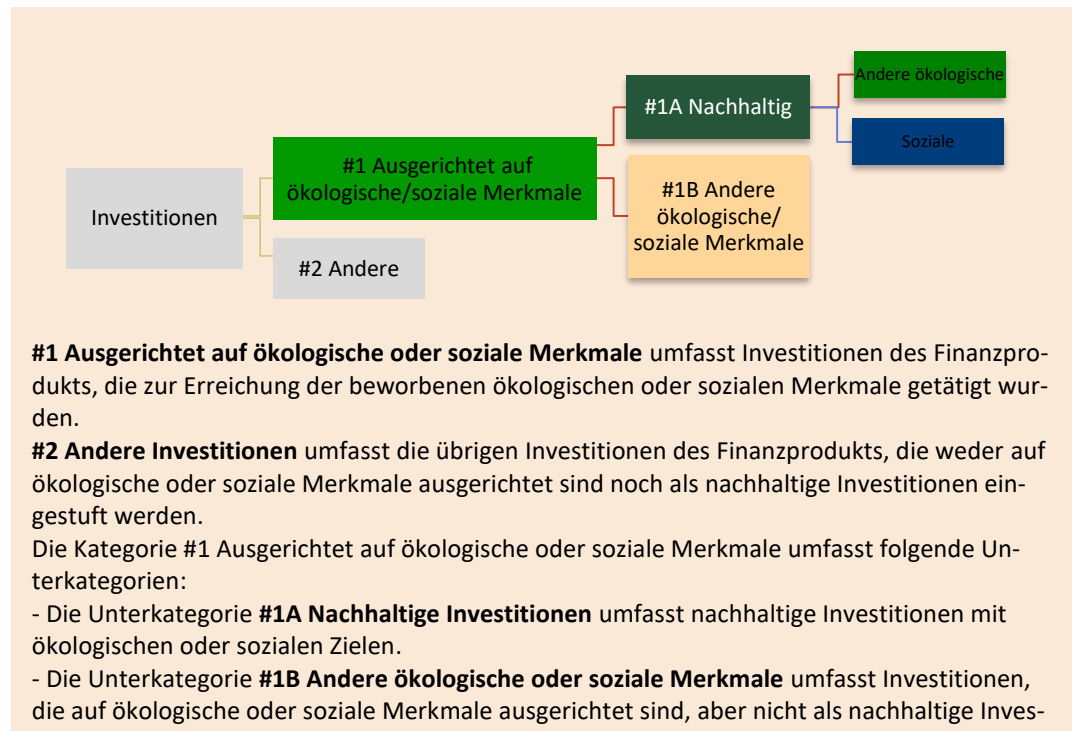 Andere ökologische
#1A Nachhaltig
Soziale
#1 Ausgerichtet auf
ökologische/soziale Merkmale
#1B Andere
ökologische/
soziale Merkmale
Investitionen
#2 Andere
#1 Ausgerichtet auf ökologische oder soziale Merkmale umfasst Investitionen des Finanzpro-
dukts, die zur Erreichung der beworbenen ökologischen oder sozialen Merkmale getätigt wur-
den.
#2 Andere Investitionen umfasst die übrigen Investitionen des Finanzprodukts, die weder auf
ökologische oder soziale Merkmale ausgerichtet sind noch als nachhaltige Investitionen ein-
gestuft werden.
Die Kategorie #1 Ausgerichtet auf ökologische oder soziale Merkmale umfasst folgende Un-
terkategorien:
- Die Unterkategorie #1A Nachhaltige Investitionen umfasst nachhaltige Investitionen mit
ökologischen oder sozialen Zielen.
- Die Unterkategorie #1B Andere ökologische oder soziale Merkmale umfasst Investitionen,
die auf ökologische oder soziale Merkmale ausgerichtet sind, aber nicht als nachhaltige Inves-